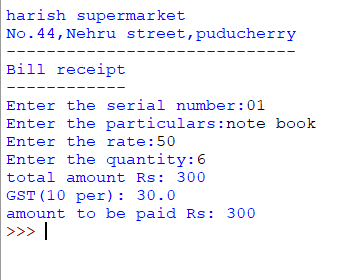 harish supermarket
No.44,Nehru street,puducherry
-----------------------------
Bill receipt
------------
Enter the serial number:01
Enter the particulars:note book
Enter the rate:50
Enter the quantity:6
total amount Rs: 300
GST(10 per): 30.0
amount to be paid Rs: 300
>>>